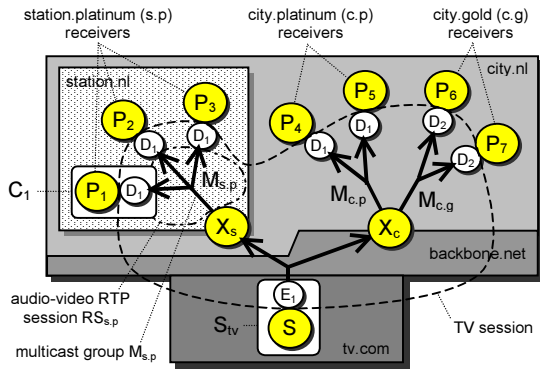 station.platinum (s.p)
receivers
city.platinum (c.p)
receivers
city.gold (c.g)
receivers
station.nl
city.nl
P3
P2
D1
D1
P5
D1
P4
D1
P6
D2
P7
D2
C1
P1
D1
Ms.p
Mc.p
Mc.g
Xs
Xc
backbone.net
audio-video RTP
session RSs.p
multicast group Ms.p
E1
Stv
S
tv.com
TV session